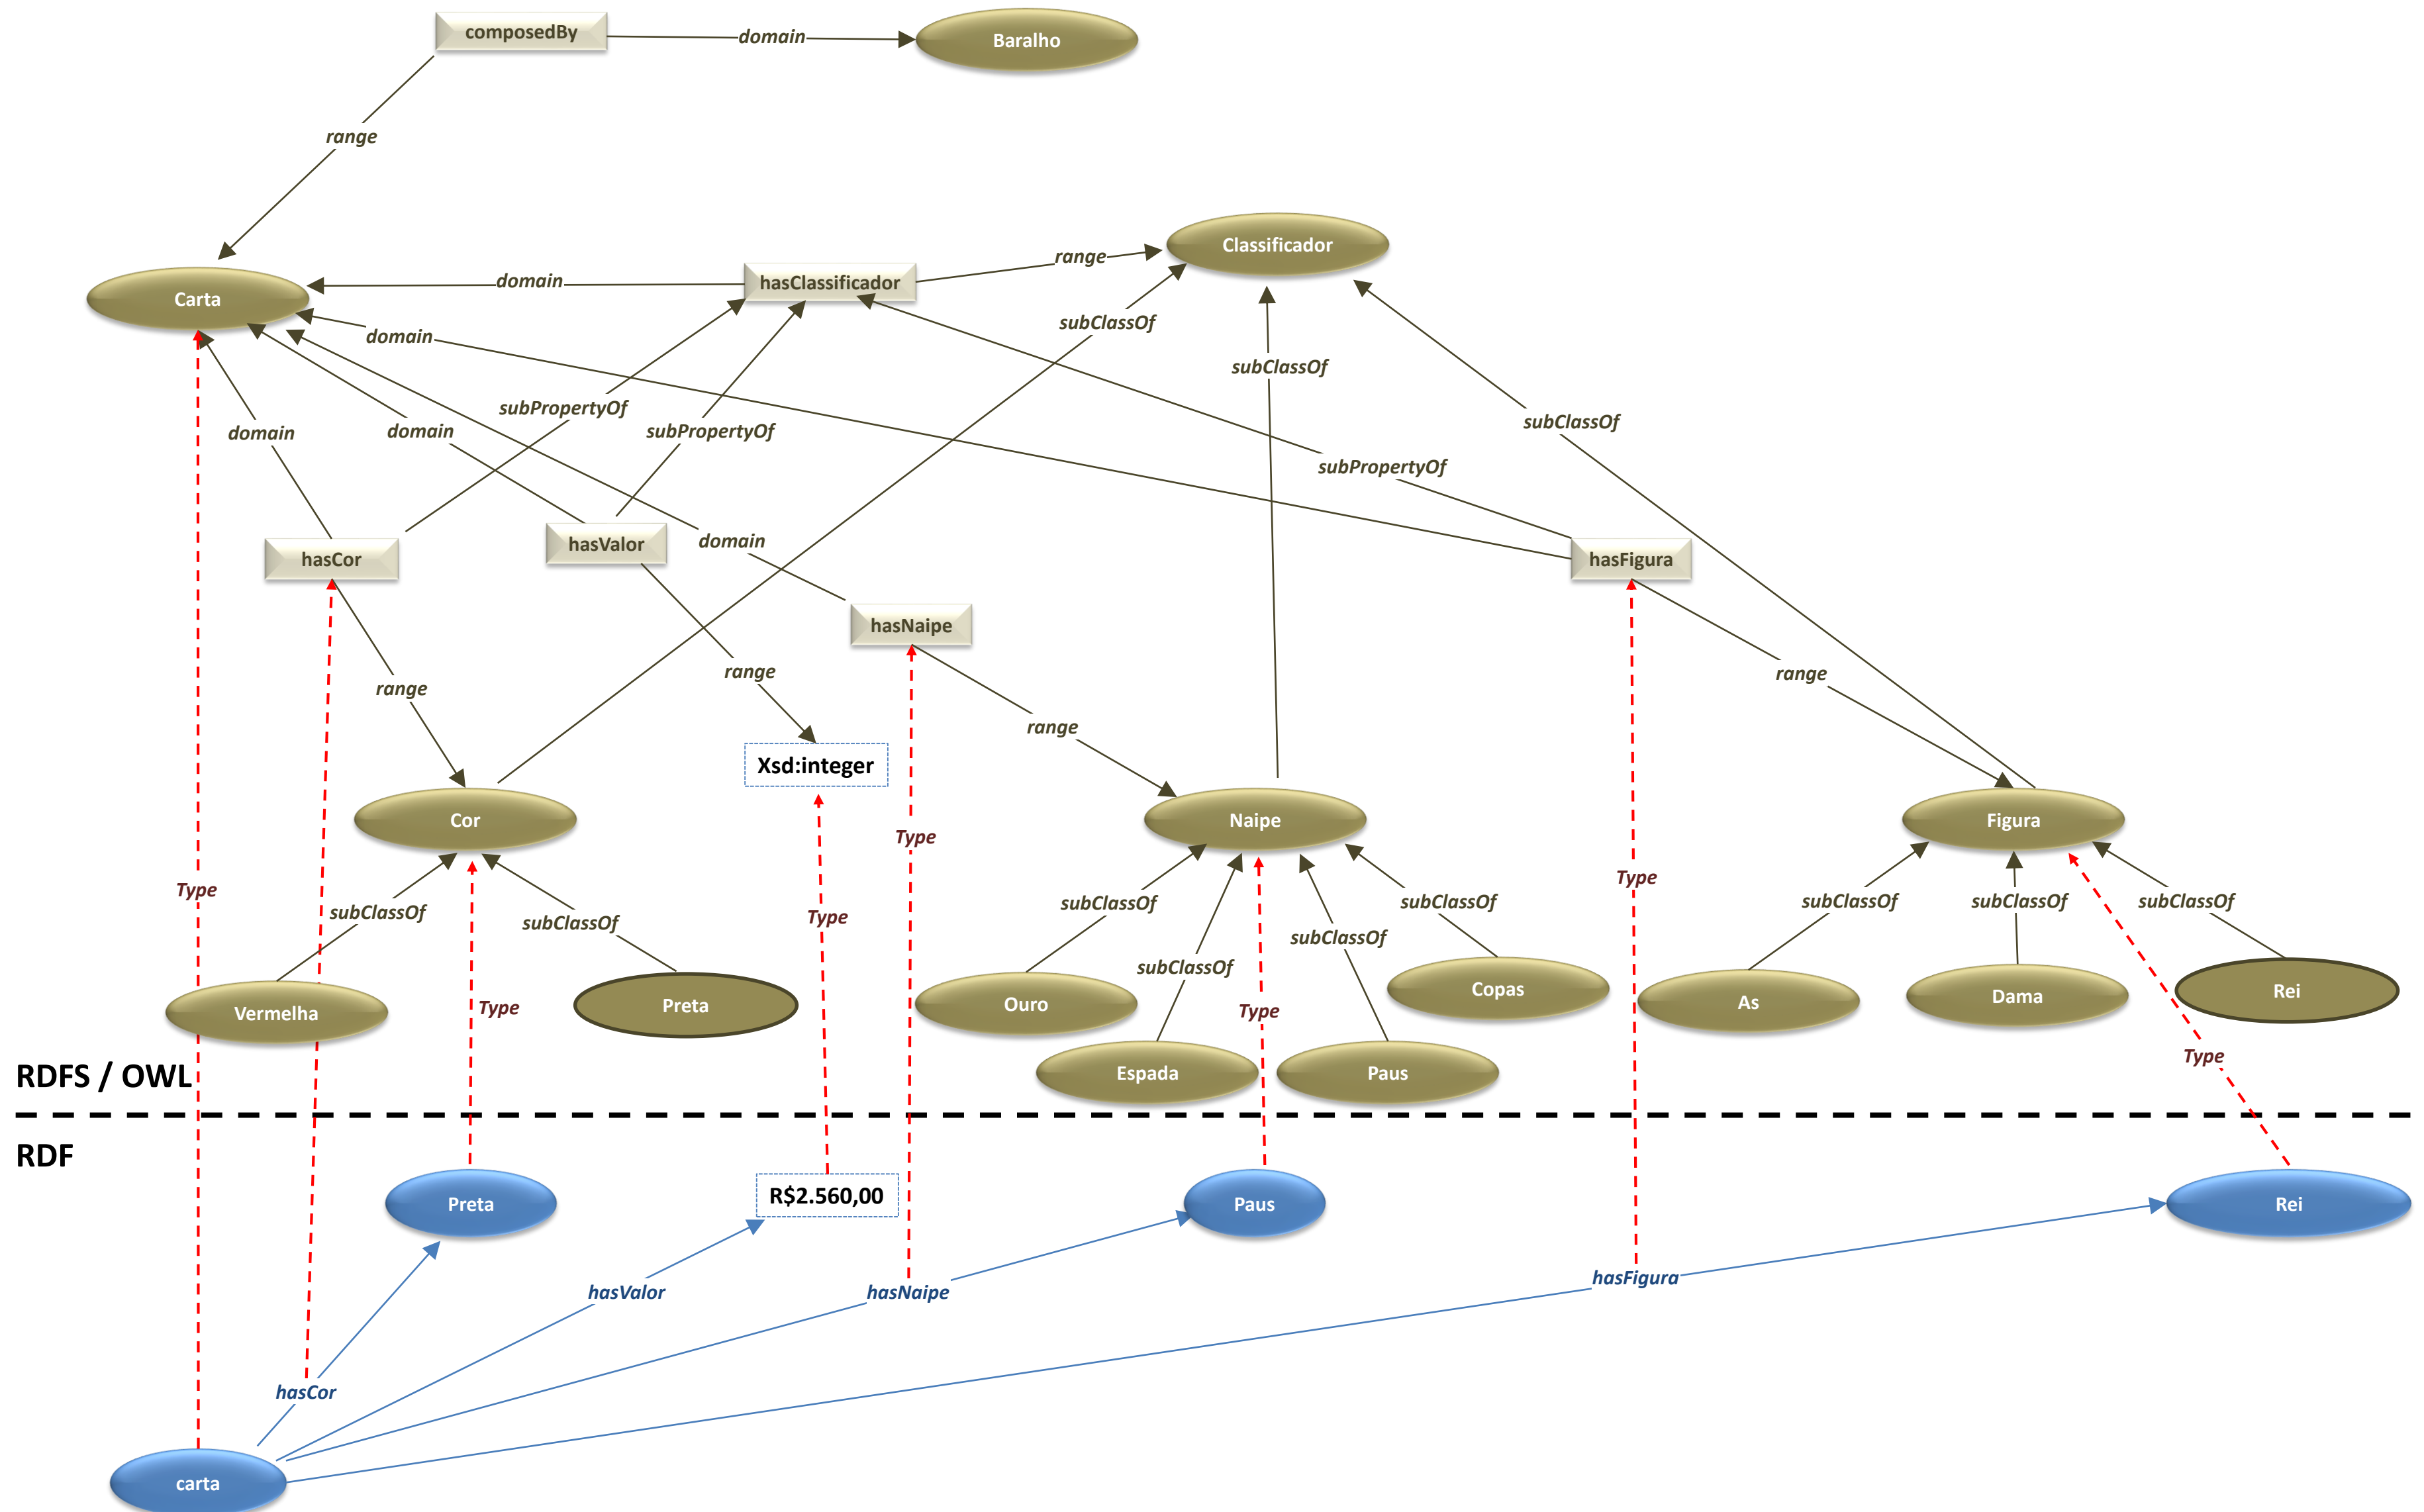 composedBy
domain
Baralho
range
Classificador
range
hasClassificador
domain
Carta
subClassOf
domain
subClassOf
subPropertyOf
subClassOf
domain
domain
subPropertyOf
subPropertyOf
domain
hasValor
hasCor
hasFigura
hasNaipe
range
range
range
range
Xsd:integer
Cor
Naipe
Figura
Type
Type
Type
subClassOf
subClassOf
subClassOf
subClassOf
subClassOf
subClassOf
Type
subClassOf
subClassOf
subClassOf
Vermelha
Type
Preta
Ouro
Type
Copas
As
Dama
Rei
Espada
Paus
Type
RDFS / OWL
RDF
Preta
R$2.560,00
Paus
Rei
hasValor
hasNaipe
hasFigura
hasCor
carta